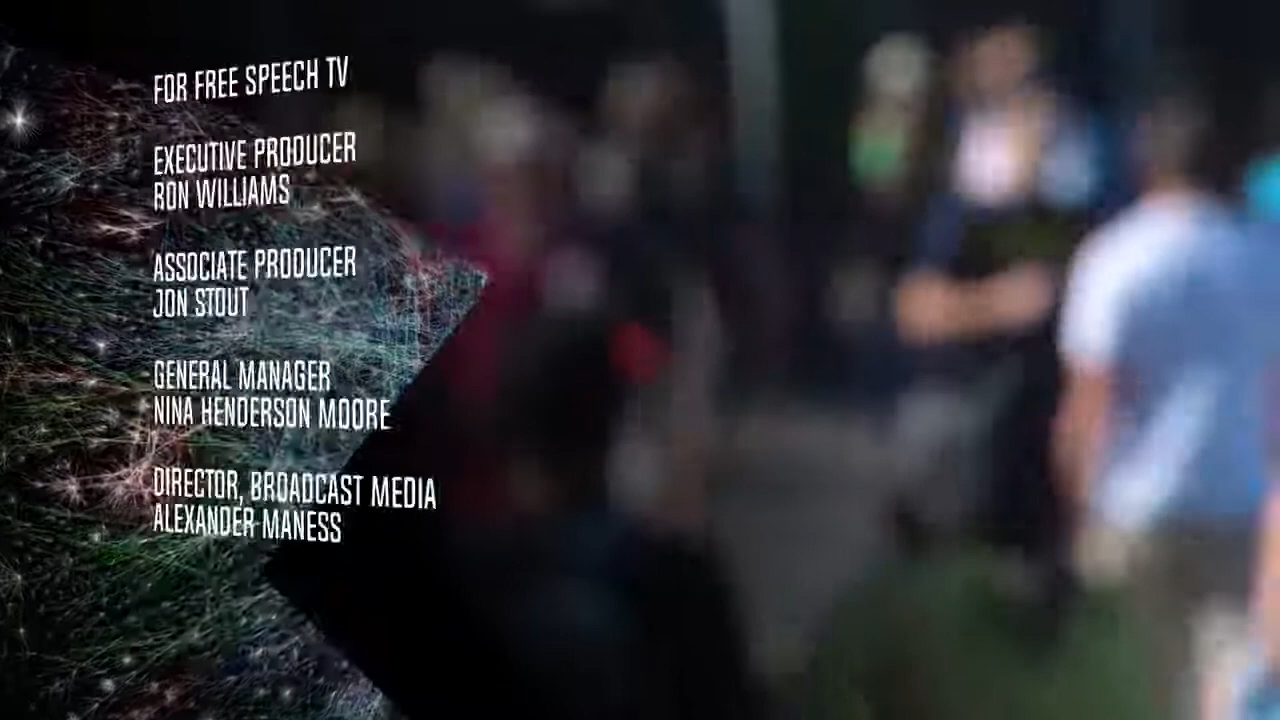 FOR FREE SPEECH TV
EXECUTIVE PRODUCER
RON WILLIAMS
ASSOCIATE PRODUCER
JON STOUT
GENERAL MANAGER
NINA HENDERSON MOORE
DIRECTOR, BROADCAST MEDIA
ALEXANDER MANESS